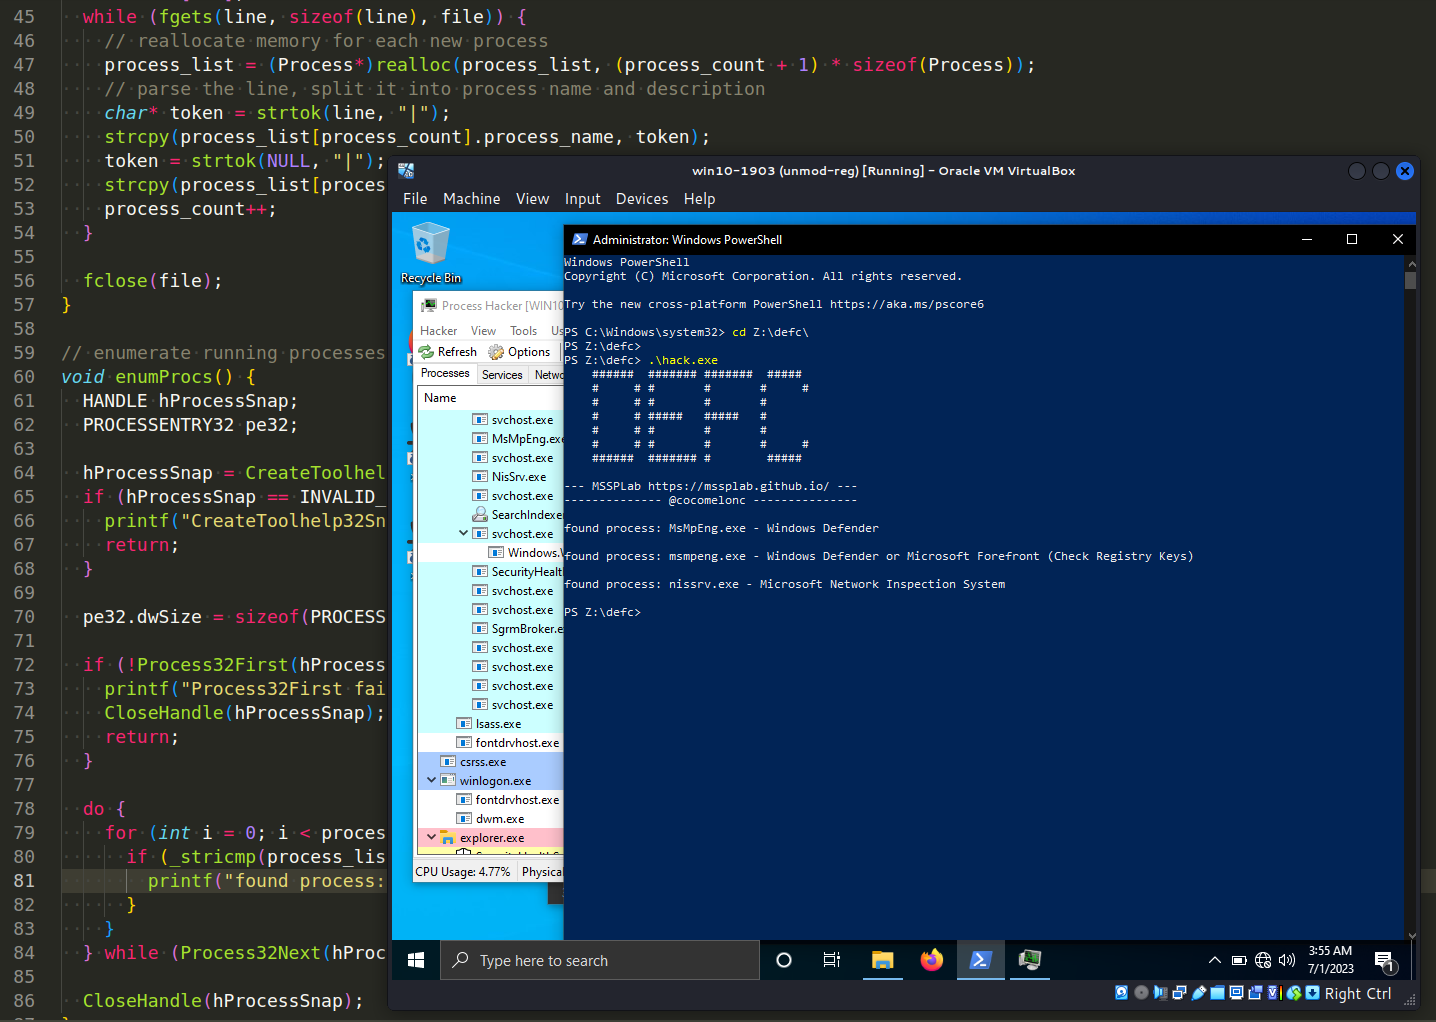 45 while (fgets(line, sizeof(line), file)) {
46 // reallocate memory for each new process
47 process_list = (Process*)realloc(process_list, (process_count + 1) * sizeof(Process));
48 // parse the line, split it into process name and description
49 char* token = strtok(line, "|");
50 strcpy(process_list[process_count].process_name, token);
51 token = strtok(NULL, "|");
52 strcpy(process_list[proces
53 process_count++;
54 }
55
56 fclose(file);
57 }
58
59 // enumerate running processes
60 void enumProcs() {
61 HANDLE hProcessSnap;
62 PROCESSENTRY32 pe32;
63
64 hProcessSnap = CreateToolhel
65 if (hProcessSnap == INVALID_
66 printf("CreateToolhelp32Sn
67 return;
68 }
69
70 pe32.dwSize = sizeof(PROCESS
71
72 if (!Process32First(hProcess
73 printf("Process32First fai
74 CloseHandle(hProcessSnap);
75 return;
76 }
77
78 do {
79 for (int i = 0; i < proces
80 if (_stricmp(process_lis
81 printf("found process:
82 }
83 }
84 } while (Process32Next(hProc
85
86 CloseHandle(hProcessSnap);
win10-1903 (unmod-reg) [Running] - Oracle VM VirtualBox
File Machine View Input Devices Help
Recycle Bin
Process Hacker [WIN10
Hacker View Tools Us
Refresh Options
Processes Services Netwo
Name
svchost.exe
MsMpEng.exe
svchost.exe
NisSrv.exe
svchost.exe
SearchIndexe
svchost.exe
Windows.
SecurityHealt
svchost.exe
svchost.exe
SgrmBroker.e
svchost.exe
svchost.exe
svchost.exe
svchost.exe
lsass.exe
fontdrvhost.exe
csrss.exe
winlogon.exe
fontdrvhost.exe
dwm.exe
explorer.exe
CPU Usage: 4.77% Physica
Administrator: Windows PowerShell
Windows PowerShell
Copyright (C) Microsoft Corporation. All rights reserved.
Try the new cross-platform PowerShell https://aka.ms/pscore6
PS C:\Windows\system32> cd Z:\defc\
PS Z:\defc>
PS Z:\defc> .\hack.exe
###### ####### ####### #####
# # # # # #
# # # # #
# # ##### ##### #
# # # # #
# # # # # #
###### ####### # #####
--- MSSPLab https://mssplab.github.io/ ---
-------------- @cocomelonc ---------------
found process: MsMpEng.exe - Windows Defender
found process: msmpeng.exe - Windows Defender or Microsoft Forefront (Check Registry Keys)
found process: nissrv.exe - Microsoft Network Inspection System
PS Z:\defc>
Type here to search
3:55 AM
7/1/2023
1
Right Ctrl